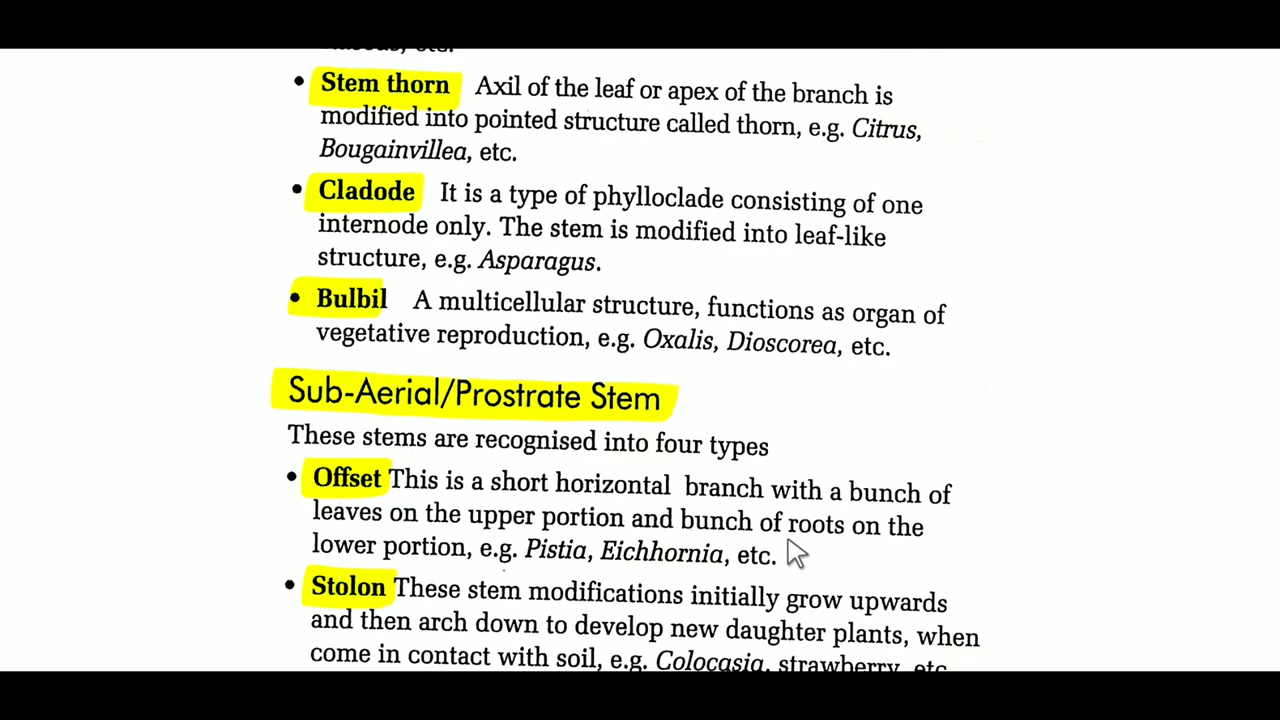 etc.
• Stem thorn Axil of the leaf or apex of the branch is
modified into pointed structure called thorn, e.g. Citrus,
Bougainvillea, etc.
• Cladode It is a type of phylloclade consisting of one
internode only. The stem is modified into leaf-like
structure, e.g. Asparagus.
• Bulbil A multicellular structure, functions as organ of
vegetative reproduction, e.g. Oxalis, Dioscorea, etc.
Sub-Aerial/Prostrate Stem
These stems are recognised into four types
• Offset This is a short horizontal branch with a bunch of
leaves on the upper portion and bunch of roots on the
lower portion, e.g. Pistia, Eichhornia, etc.
• Stolon These stem modifications initially grow upwards
and then arch down to develop new daughter plants, when
come in contact with soil, e.g. Colocasia, strawberry, etc